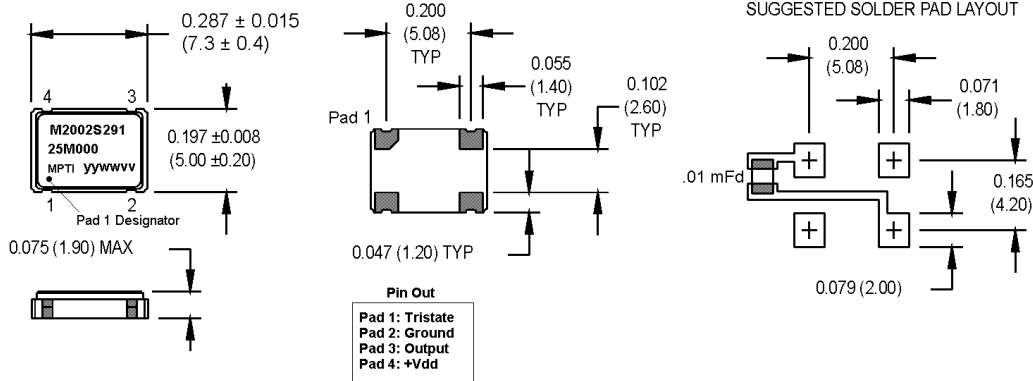 0.287 ± 0.015
(7.3 ± 0.4)
4
3
M2002S291
25M000
MPTI yywwvv
1
2
Pad 1 Designator
0.197 ±0.008
(5.00 ±0.20)
0.075 (1.90) MAX
0.200
(5.08)
TYP
0.055
(1.40)
TYP
0.102
(2.60)
TYP
Pad 1
0.047 (1.20) TYP
Pin Out
Pad 1: Tristate
Pad 2: Ground
Pad 3: Output
Pad 4: +Vdd
SUGGESTED SOLDER PAD LAYOUT
0.200
(5.08)
0.071
(1.80)
.01 mFd
0.165
(4.20)
0.079 (2.00)